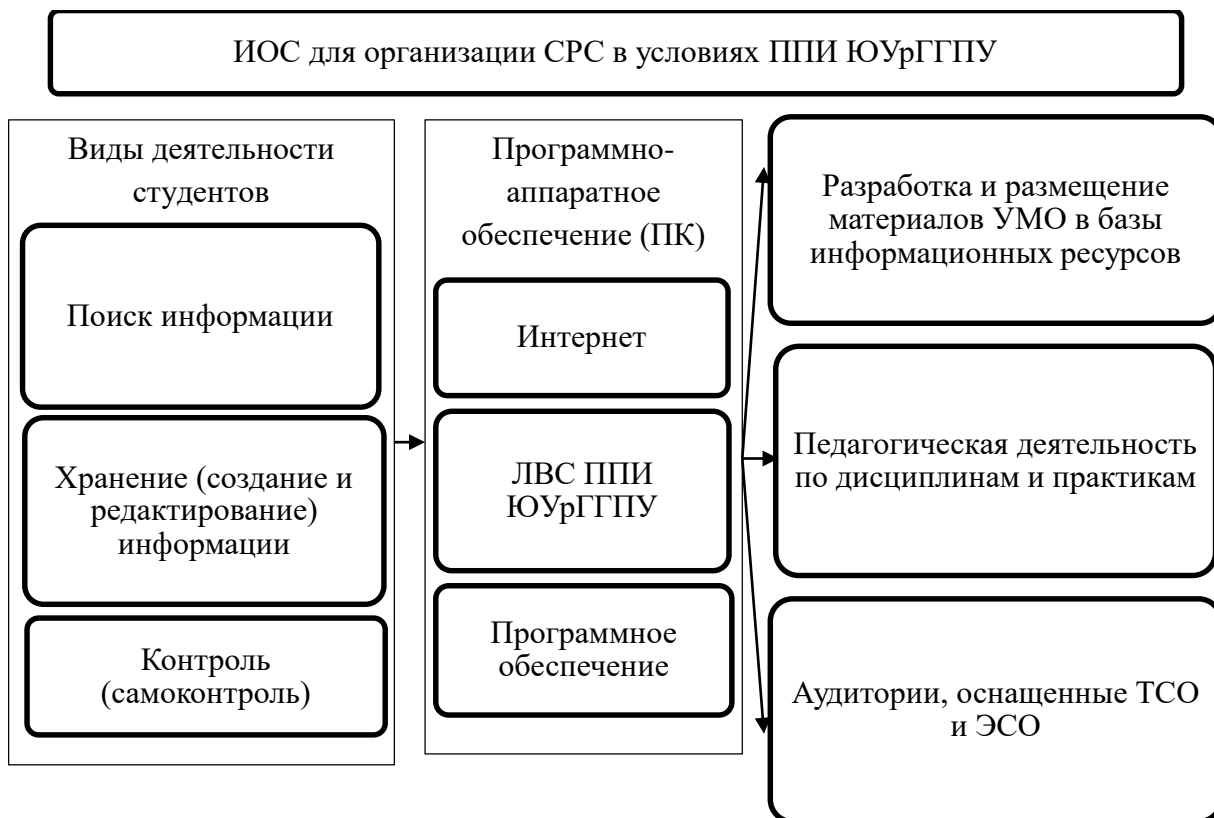 ИОС для организации СРС в условиях ППИ ЮУрГГПУ
Виды деятельности
студентов
Поиск информации
Хранение (создание и
редактирование)
информации
Контроль
(самоконтроль)
Программно-
аппаратное
обеспечение (ПК)
Интернет
ЛВС ППИ
ЮУрГГПУ
Программное
обеспечение
Разработка и размещение
материалов УМО в базы
информационных ресурсов
Педагогическая деятельность
по дисциплинам и практикам
Аудитории, оснащенные ТСО
и ЭСО